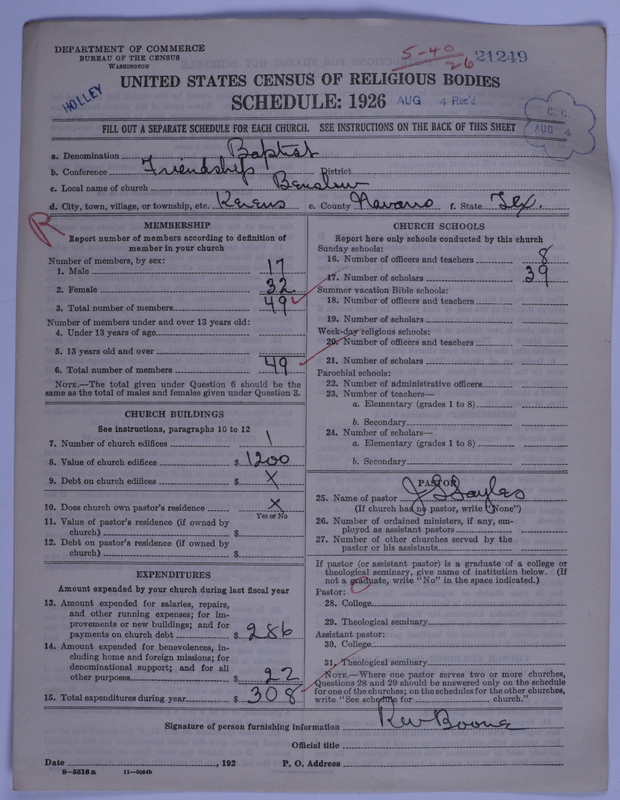 DEPARTMENT OF COMMERCE
BUREAU OF THE CENSUS
WASHINGTON
5-40
26
21249
HOLLEY
UNITED STATES CENSUS OF RELIGIOUS BODIES
SCHEDULE: 1926
AUG 4 Rec'd
C. C.
AUG 4
FILL OUT A SEPARATE SCHEDULE FOR EACH CHURCH. SEE INSTRUCTIONS ON THE BACK OF THIS SHEET
a. Denomination Baptist
b. Conference Friendship District
c. Local name of church
d. City, town, village, or township, etc. Kerens e. County Navarro f. State Tex.
R
MEMBERSHIP
Report number of members according to definition of
member in your church
Number of members, by sex:
1. Male 17
2. Female 32
3. Total number of members 49
Number of members under and over 13 years old:
4. Under 13 years of age
5. 13 years old and over
6. Total number of members 49
NOTE.—The total given under Question 6 should be the
same as the total of males and females given under Question 3.
CHURCH BUILDINGS
See instructions, paragraphs 10 to 12
7. Number of church edifices 1
8. Value of church edifices $ 1200
9. Debt on church edifices $ X
10. Does church own pastor's residence X
Yes or No
11. Value of pastor's residence (if owned by
church) $
12. Debt on pastor's residence (if owned by
church) $
EXPENDITURES
Amount expended by church during last fiscal year
13. Amount expended for salaries, repairs,
and other running expenses; for im-
provements or new buildings; and for
payments on church debt $ 286
14. Amount expended for benevolences, in-
cluding home and foreign missions; for
denominational support; and for all
other purposes $ 22
15. Total expenditures during year $ 308
CHURCH SCHOOLS
Report here only schools conducted by this church
Sunday schools:
16. Number of officers and teachers 8
17. Number of scholars 39
Summer vacation Bible schools:
18. Number of officers and teachers
19. Number of scholars
Week-day religious schools:
20. Number of officers and teachers
21. Number of scholars
Parochial schools:
22. Number of administrative officers
23. Number of teachers—
a. Elementary (grades 1 to 8)
b. Secondary
24. Number of scholars—
a. Elementary (grades 1 to 8)
b. Secondary
PASTOR
25. Name of pastor J S Sayles
(If church has no pastor, write "None")
26. Number of ordained ministers, if any, em-
ployed as assistant pastors
27. Number of other churches served by the
pastor or his assistants
If pastor (or assistant pastor) is a graduate of a college or
theological seminary, give name of institution below. (If
not a graduate, write "No" in the space indicated.)
Pastor:
28. College
29. Theological seminary
Assistant pastor:
30. College
31. Theological seminary
NOTE.—Where one pastor serves two or more churches,
Questions 28 and 29 should be answered only on the schedule
for one of the churches; on the schedules for the other churches,
write "See schedule for church."
Signature of person furnishing information Rev Boone
Official title
Date , 192 P. O. Address
8—5518a 11—9054b